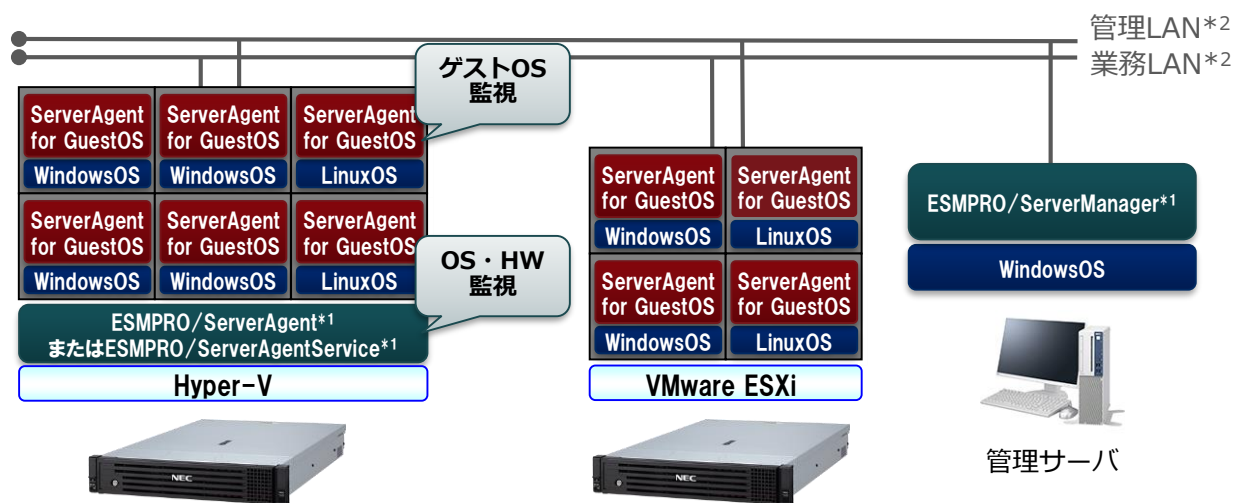 管理LAN*2
業務LAN*2
ゲストOS
監視
ServerAgent
for GuestOS
WindowsOS
ServerAgent
for GuestOS
WindowsOS
ServerAgent
for GuestOS
LinuxOS
ServerAgent
for GuestOS
WindowsOS
ServerAgent
for GuestOS
WindowsOS
ServerAgent
for GuestOS
LinuxOS
OS・HW
監視
ESMPRO/ServerAgent*1
またはESMPRO/ServerAgentService*1
Hyper-V
NEC
ServerAgent
for GuestOS
WindowsOS
ServerAgent
for GuestOS
LinuxOS
ServerAgent
for GuestOS
WindowsOS
ServerAgent
for GuestOS
LinuxOS
VMware ESXi
NEC
ESMPRO/ServerManager*1
WindowsOS
管理サーバ